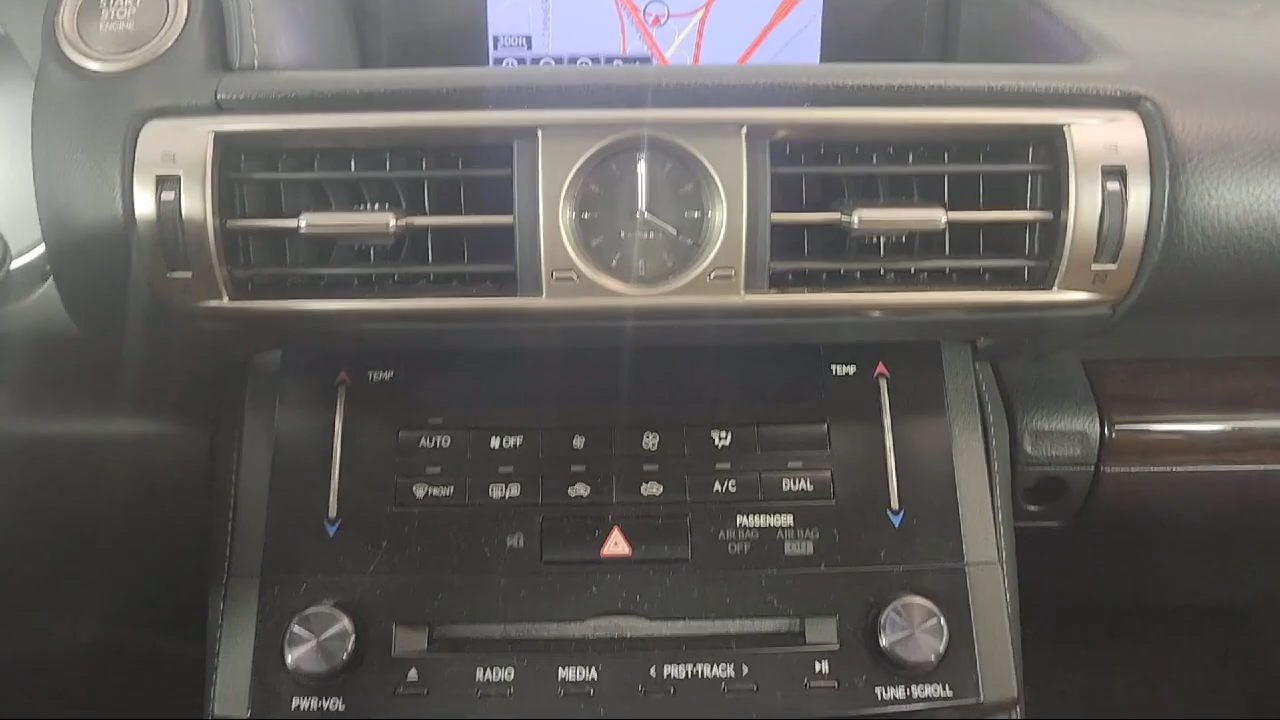 START
STOP
ENGINE
300ft
TEMP
TEMP
AUTO
OFF
FRONT
A/C
DUAL
PASSENGER
AIR BAG
OFF
AIR BAG
PWR·VOL
RADIO
MEDIA
PRST·TRACK
TUNE·SCROLL